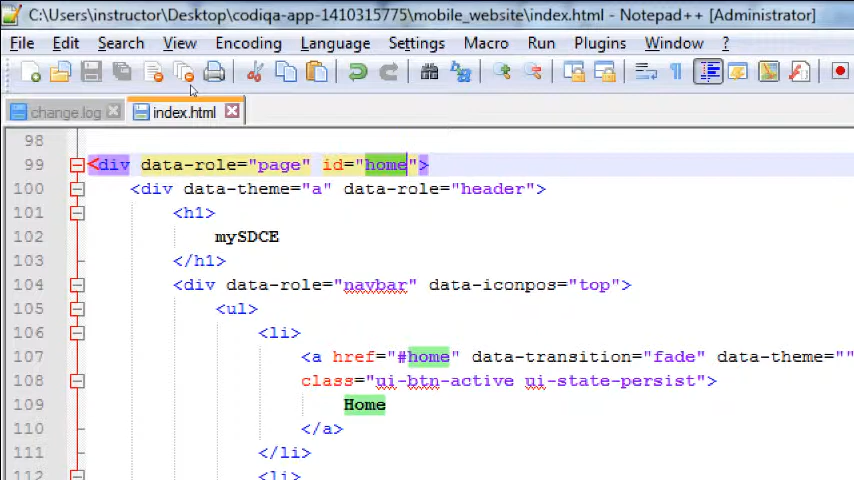 C:\Users\instructor\Desktop\codiqa-app-1410315775\mobile_website\index.html - Notepad++ [Administrator]
File Edit Search View Encoding Language Settings Macro Run Plugins Window ?
change.log index.html
98
99 <div data-role="page" id="home">
100 <div data-theme="a" data-role="header">
101 <h1>
102 mySDCE
103 </h1>
104 <div data-role="navbar" data-iconpos="top">
105 <ul>
106 <li>
107 <a href="#home" data-transition="fade" data-theme=""
108 class="ui-btn-active ui-state-persist">
109 Home
110 </a>
111 </li>
112 <li>